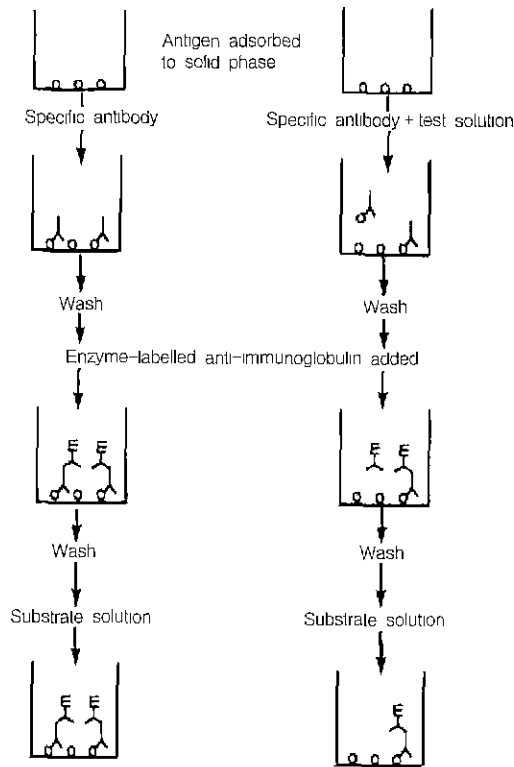 Antigen adsorbed
to solid phase
Specific antibody
Specific antibody + test solution
Wash
Wash
Enzyme-labelled anti-immunoglobulin added
E E
E E
Wash
Wash
Substrate solution
Substrate solution
E E
E